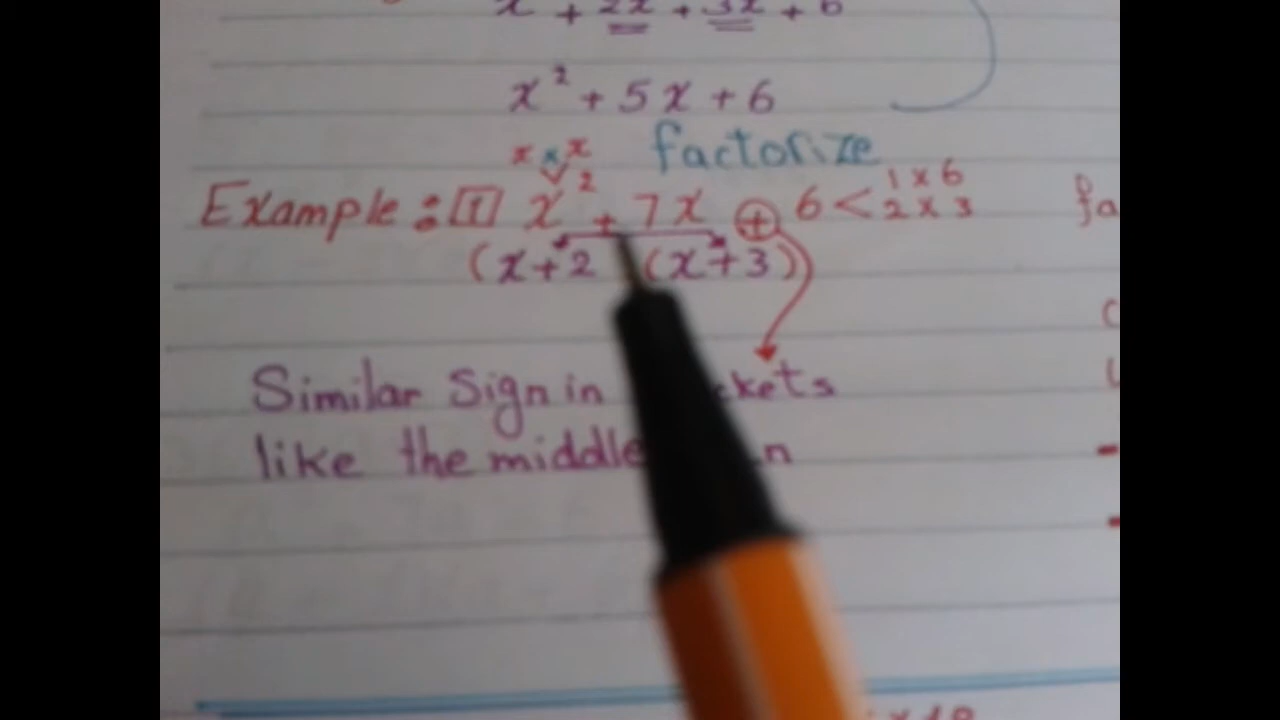 x² + 5x + 6
x × x factorize
Example : 1 x² + 7x + 6 < 1 x 6
2 x 3
(x+2 (x+3)
Similar Sign in
like the middle